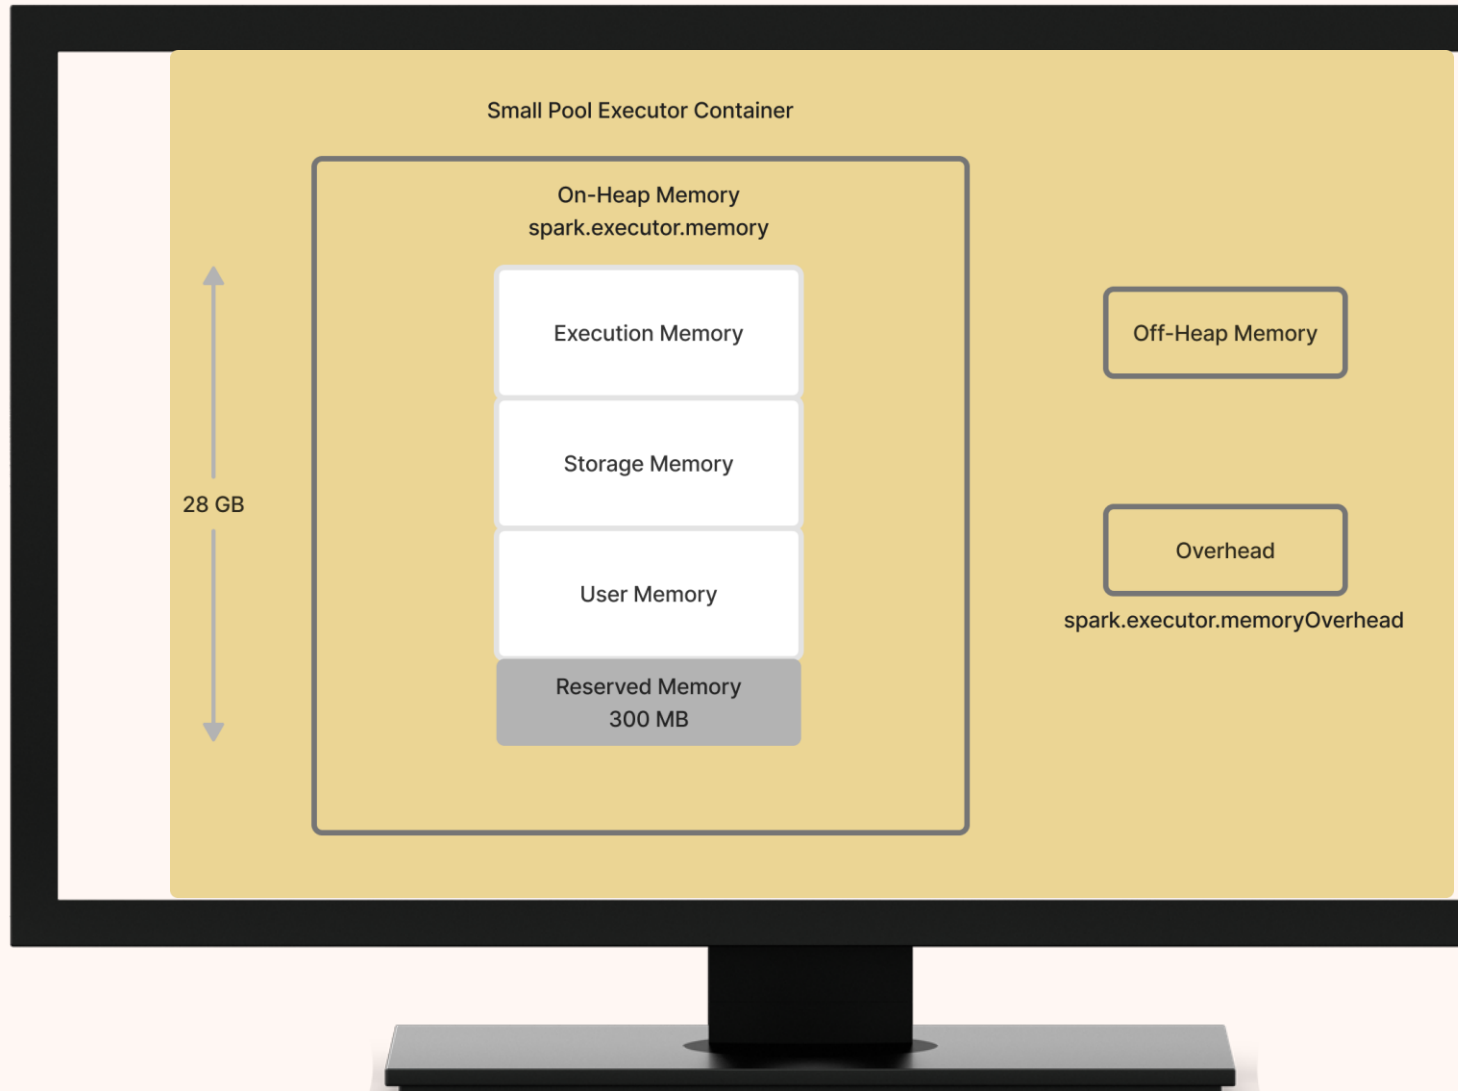 Small Pool Executor Container
On-Heap Memory
spark.executor.memory
Execution Memory
Storage Memory
User Memory
Reserved Memory
300 MB
28 GB
Off-Heap Memory
Overhead
spark.executor.memoryOverhead